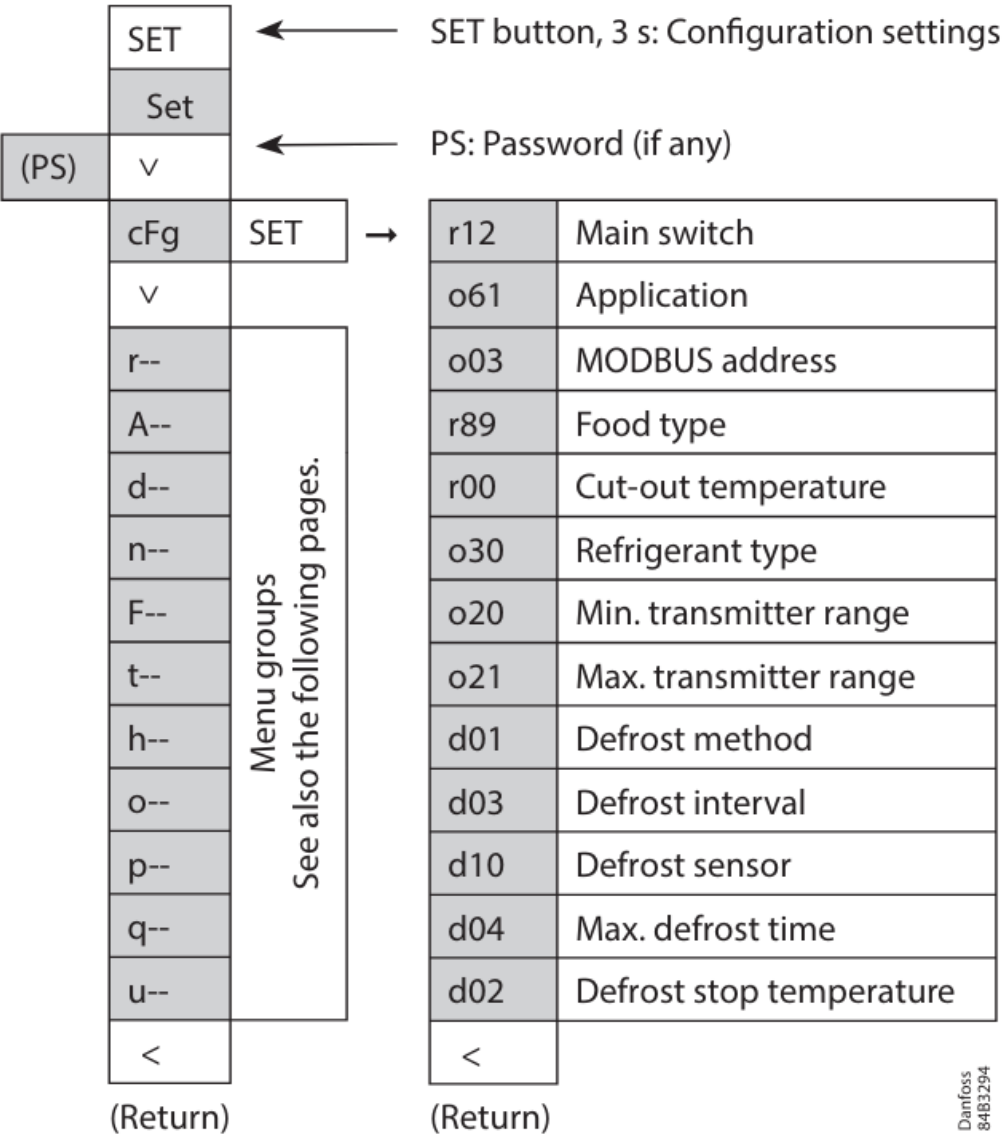 SET
SET button, 3 s: Configuration settings
Set
(PS)
˅
PS: Password (if any)
cFg
SET
→
˅
r--
A--
d--
n--
F--
t--
h--
o--
p--
q--
u--
<
(Return)
Menu groups
See also the following pages.
r12 Main switch
o61 Application
o03 MODBUS address
r89 Food type
r00 Cut-out temperature
o30 Refrigerant type
o20 Min. transmitter range
o21 Max. transmitter range
d01 Defrost method
d03 Defrost interval
d10 Defrost sensor
d04 Max. defrost time
d02 Defrost stop temperature
<
(Return)
Danfoss
84B3294